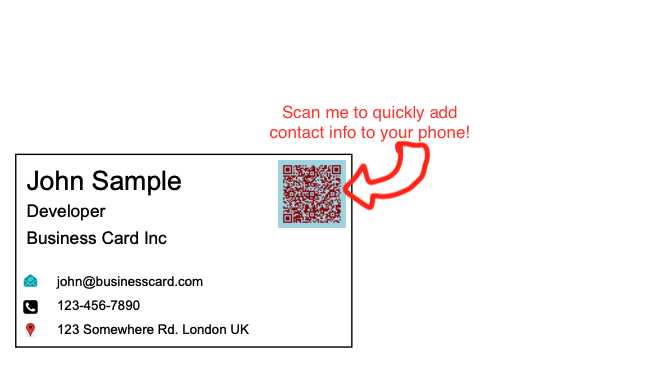 Scan me to quickly add
contact info to your phone!
John Sample
Developer
Business Card Inc
john@businesscard.com
123-456-7890
123 Somewhere Rd. London UK